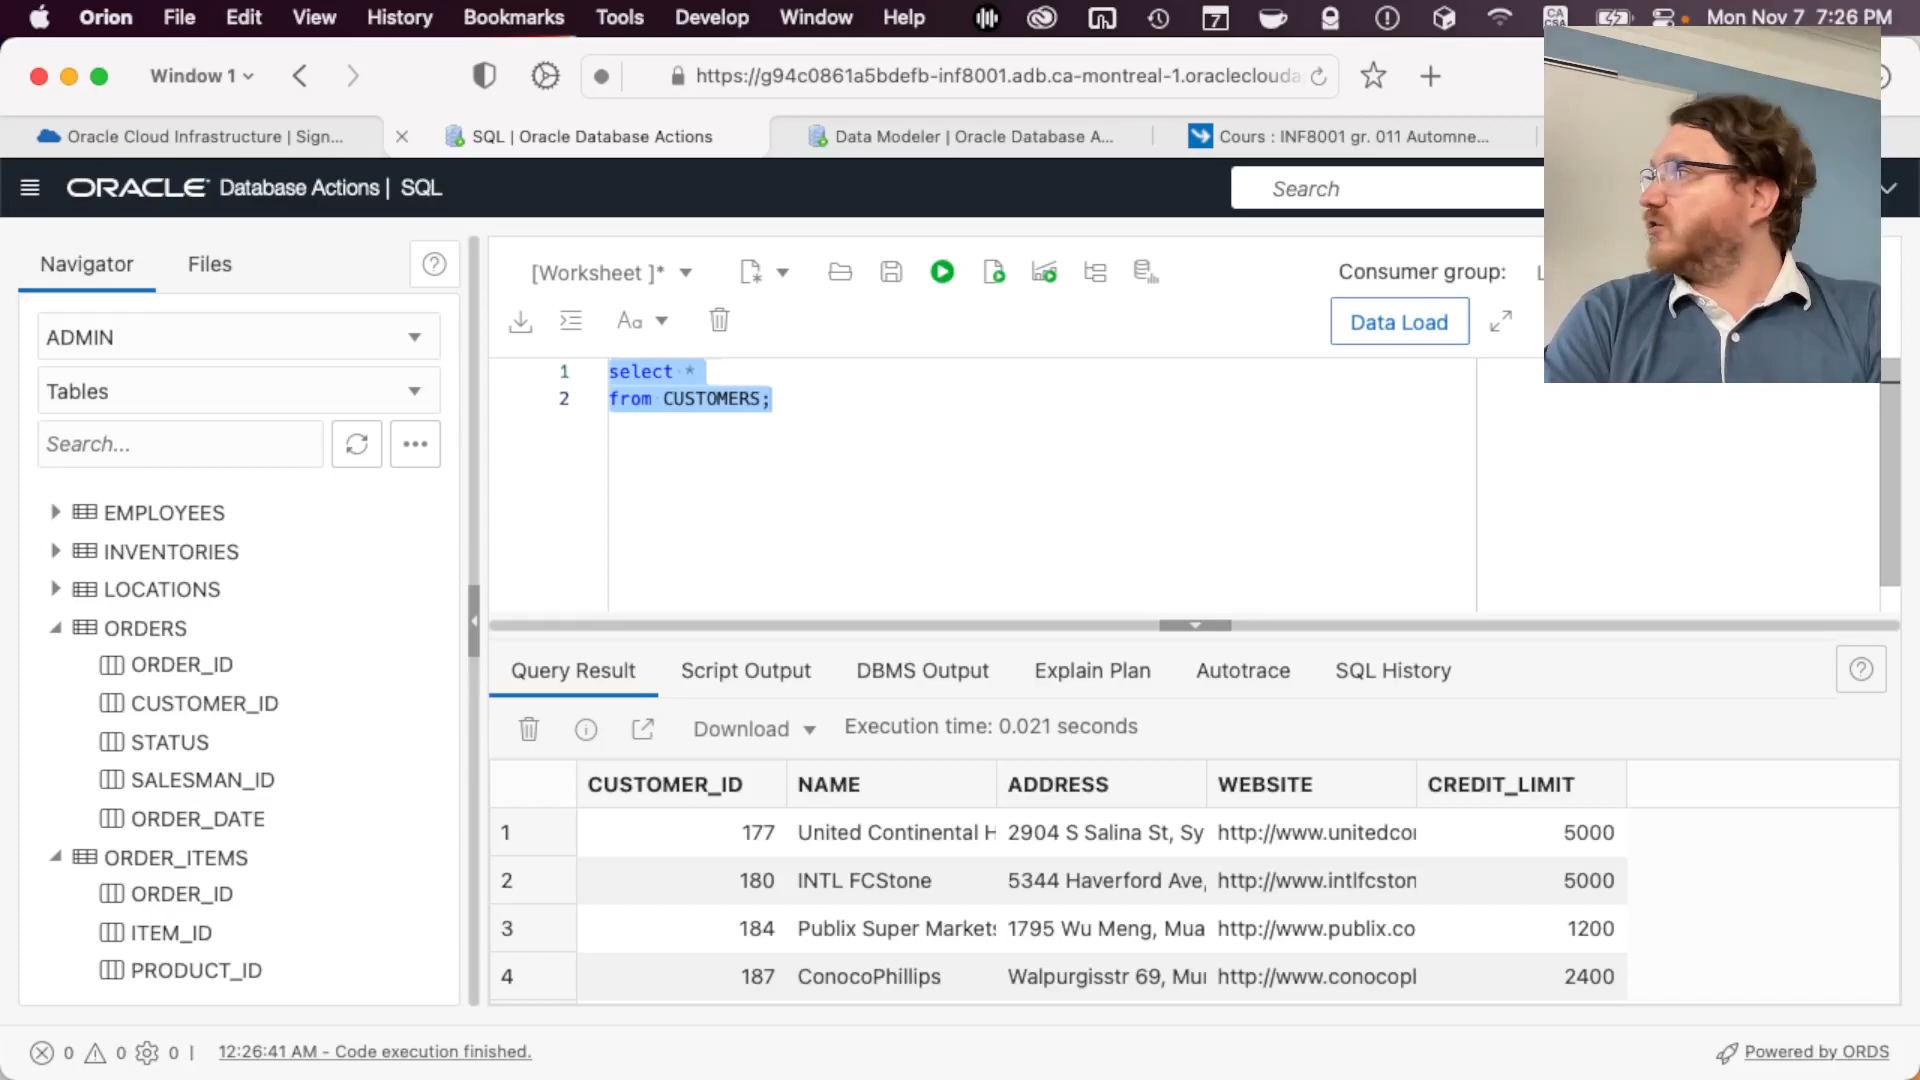 Orion File Edit View History Bookmarks Tools Develop Window Help 7 CA CSA Mon Nov 7 7:26 PM
Window 1 https://g94c0861a5bdefb-inf8001.adb.ca-montreal-1.oraclecloud
Oracle Cloud Infrastructure | Sign... SQL | Oracle Database Actions Data Modeler | Oracle Database A... Cours : INF8001 gr. 011 Automne...
ORACLE Database Actions | SQL Search
Navigator Files
[Worksheet ]* Consumer group:
Aa Data Load
ADMIN
Tables
Search...
1 select *
2 from CUSTOMERS;
EMPLOYEES
INVENTORIES
LOCATIONS
ORDERS
ORDER_ID
CUSTOMER_ID
STATUS
SALESMAN_ID
ORDER_DATE
ORDER_ITEMS
ORDER_ID
ITEM_ID
PRODUCT_ID
Query Result Script Output DBMS Output Explain Plan Autotrace SQL History
Download Execution time: 0.021 seconds
CUSTOMER_ID NAME ADDRESS WEBSITE CREDIT_LIMIT
1 177 United Continental H 2904 S Salina St, Sy http://www.unitedco 5000
2 180 INTL FCStone 5344 Haverford Ave, http://www.intlfcston 5000
3 184 Publix Super Market 1795 Wu Meng, Mua http://www.publix.co 1200
4 187 ConocoPhillips Walpurgisstr 69, Mu http://www.conocopl 2400
0 0 0 | 12:26:41 AM - Code execution finished. Powered by ORDS